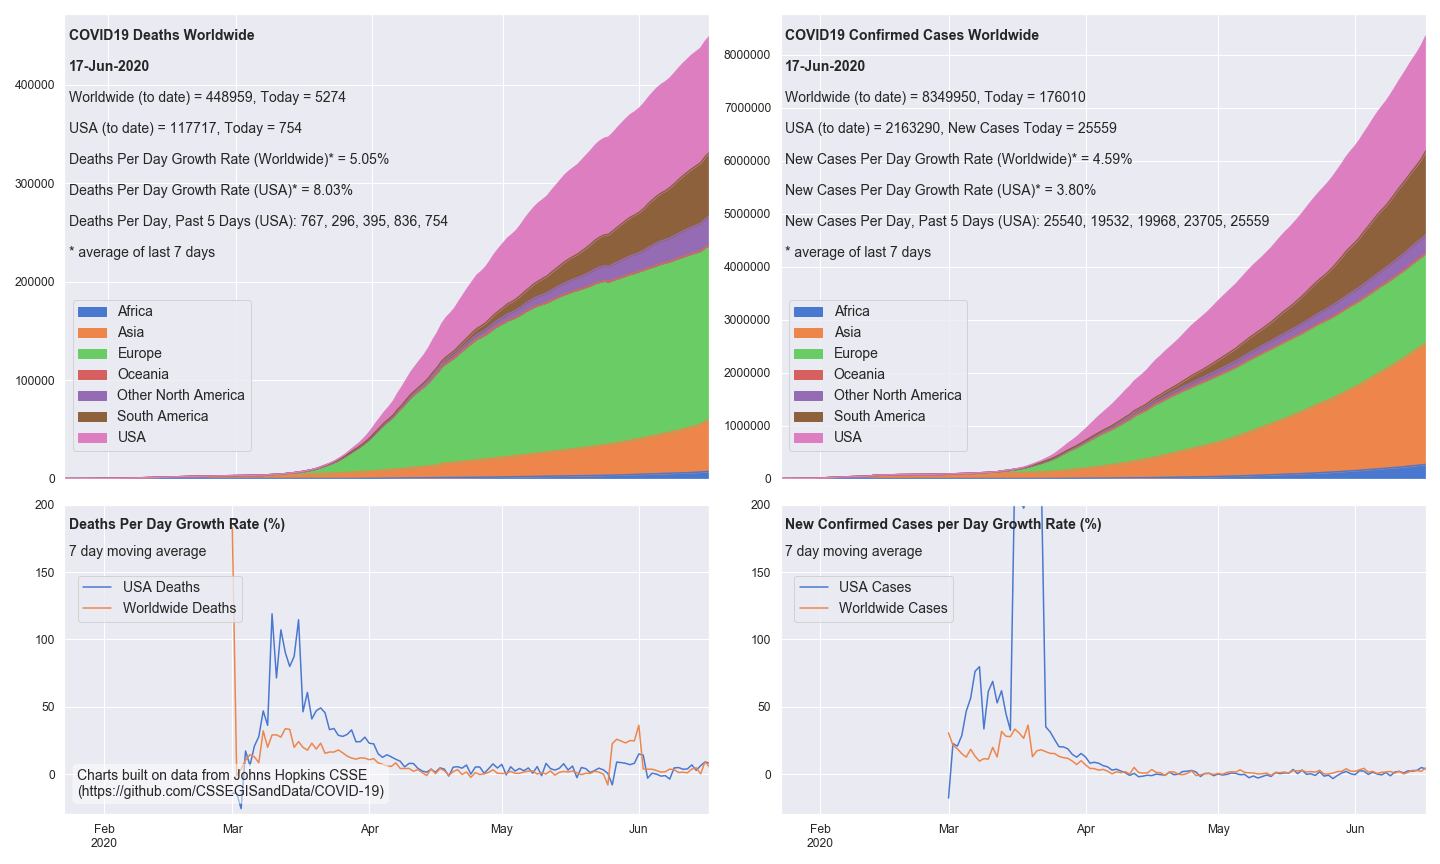 COVID19 Deaths Worldwide
17-Jun-2020
Worldwide (to date) = 448959, Today = 5274
USA (to date) = 117717, Today = 754
Deaths Per Day Growth Rate (Worldwide)* = 5.05%
Deaths Per Day Growth Rate (USA)* = 8.03%
Deaths Per Day, Past 5 Days (USA): 767, 296, 395, 836, 754
* average of last 7 days
400000
300000
200000
100000
0
Africa
Asia
Europe
Oceania
Other North America
South America
USA
COVID19 Confirmed Cases Worldwide
17-Jun-2020
Worldwide (to date) = 8349950, Today = 176010
USA (to date) = 2163290, New Cases Today = 25559
New Cases Per Day Growth Rate (Worldwide)* = 4.59%
New Cases Per Day Growth Rate (USA)* = 3.80%
New Cases Per Day, Past 5 Days (USA): 25540, 19532, 19968, 23705, 25559
* average of last 7 days
8000000
7000000
6000000
5000000
4000000
3000000
2000000
1000000
0
Africa
Asia
Europe
Oceania
Other North America
South America
USA
Deaths Per Day Growth Rate (%)
7 day moving average
USA Deaths
Worldwide Deaths
200
150
100
50
0
Charts built on data from Johns Hopkins CSSE
(https://github.com/CSSEGISandData/COVID-19)
Feb Mar Apr May Jun
2020
New Confirmed Cases per Day Growth Rate (%)
7 day moving average
USA Cases
Worldwide Cases
200
150
100
50
0
Feb Mar Apr May Jun
2020